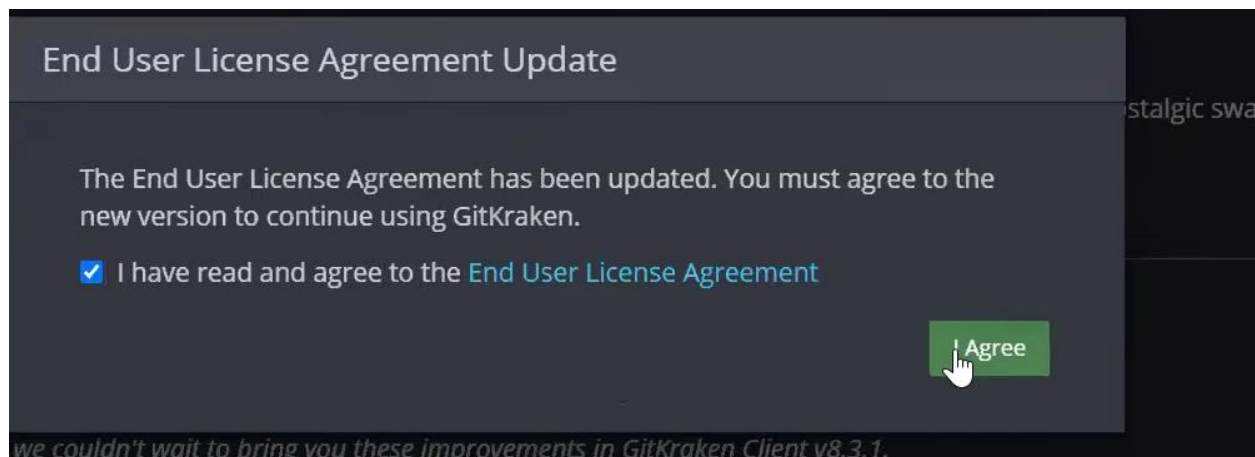 End User License Agreement Update
stalgic swa
The End User License Agreement has been updated. You must agree to the
new version to continue using GitKraken.
I have read and agree to the End User License Agreement
I Agree
we couldn't wait to bring you these improvements in GitKraken Client v8.3.1.